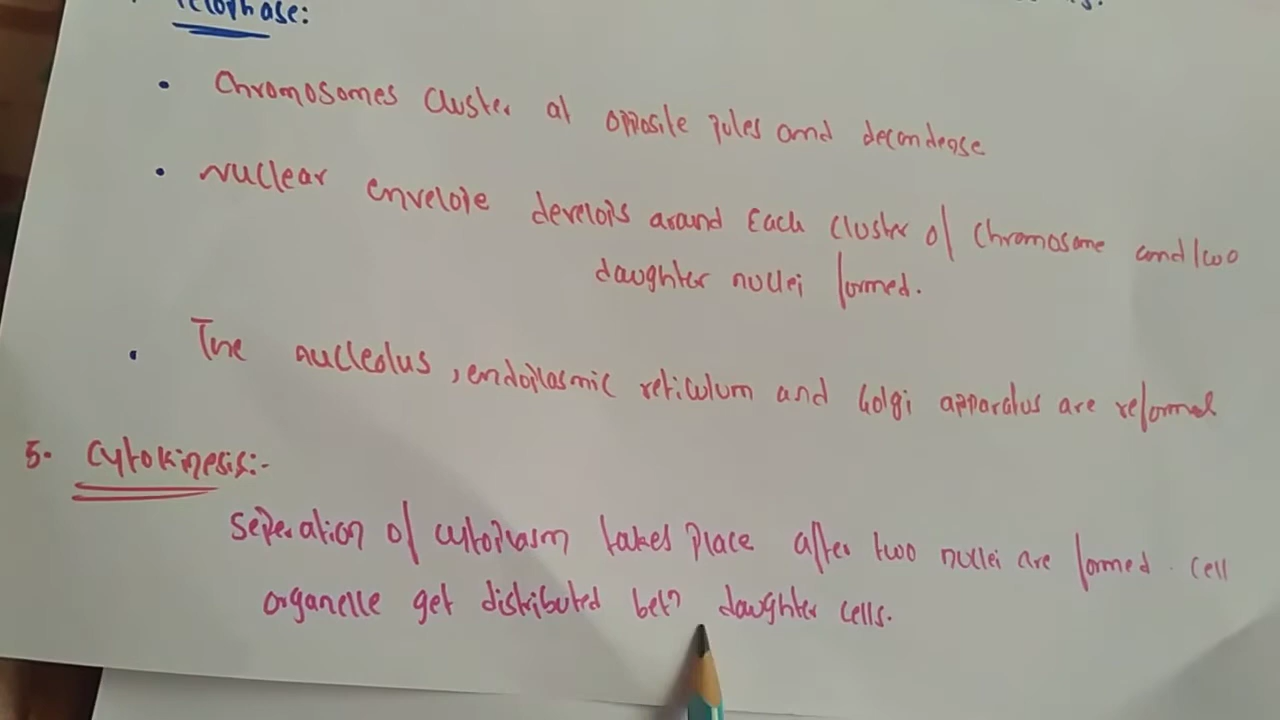 Telophase:
• Chromosomes cluster at opposite poles and decondense
• Nuclear envelope develops around Each cluster of chromosome and two
daughter nuclei formed.
• The nucleolus, endoplasmic reticulum and Golgi apparatus are reformed
5. Cytokinesis:-
Seperation of cytoplasm takes place after two nuclei are formed. cell
organelle get distributed betn daughter cells.